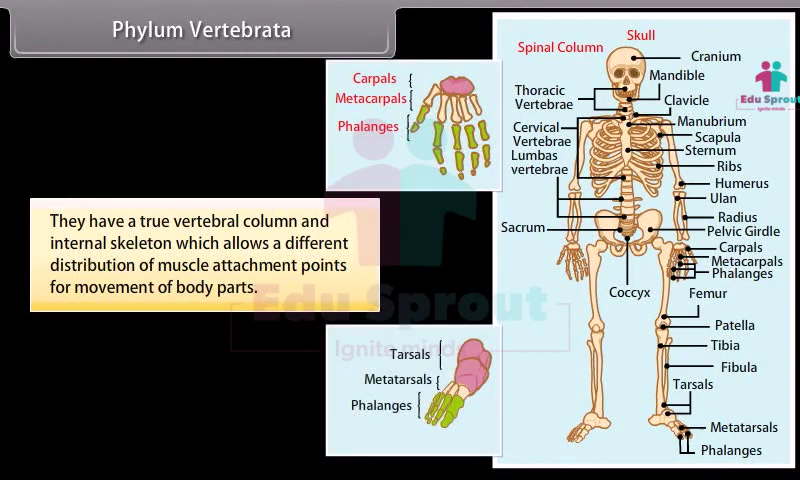 Phylum Vertebrata
Carpals
Metacarpals
Phalanges
They have a true vertebral column and
internal skeleton which allows a different
distribution of muscle attachment points
for movement of body parts.
Tarsals
Metatarsals
Phalanges
Skull
Spinal Column
Cranium
Mandible
Thoracic
Vertebrae
Clavicle
Manubrium
Cervical
Vertebrae
Scapula
Sternum
Lumbas
vertebrae
Ribs
Humerus
Ulan
Radius
Sacrum
Pelvic Girdle
Carpals
Metacarpals
Phalanges
Coccyx
Femur
Patella
Tibia
Fibula
Tarsals
Metatarsals
Phalanges
Edu Sprout
Ignite minds
Edu Sprout
Ignite minds